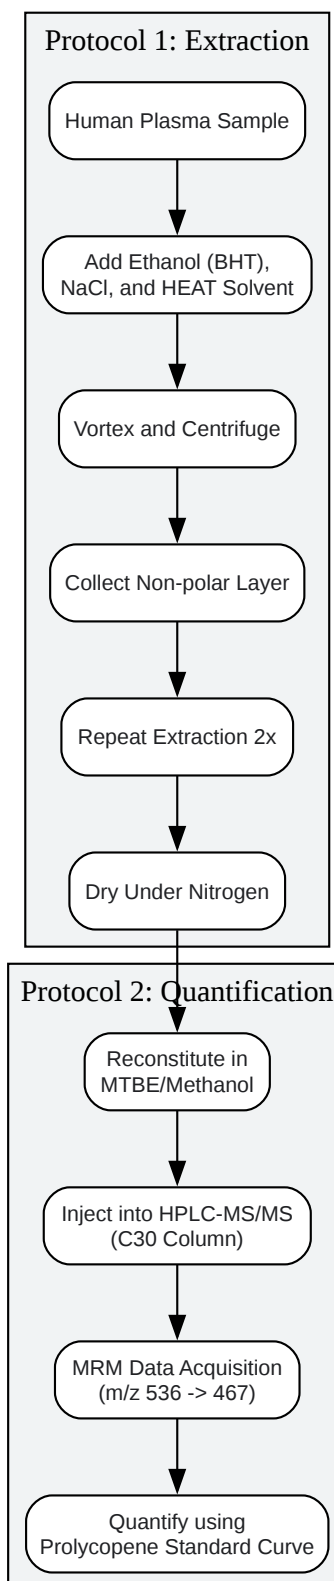 Protocol 1: Extraction
Human Plasma Sample
Add Ethanol (BHT),
NaCl, and HEAT Solvent
Vortex and Centrifuge
Collect Non-polar Layer
Repeat Extraction 2x
Dry Under Nitrogen
Protocol 2: Quantification
Reconstitute in
MTBE/Methanol
Inject into HPLC-MS/MS
(C30 Column)
MRM Data Acquisition
(m/z 536 -> 467)
Quantify using
Prolycopene Standard Curve